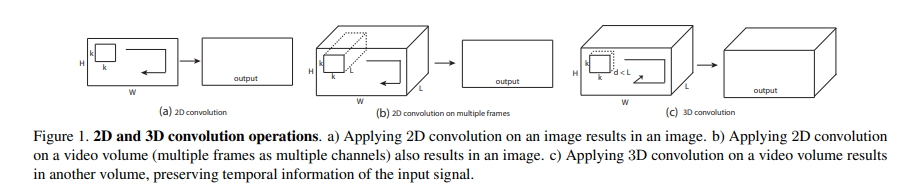 k
H
k
output
W
(a) 2D convolution
k
H
k
L
output
L
W
(b) 2D convolution on multiple frames
k
H
k
d < L
L
output
W
(c) 3D convolution
Figure 1. 2D and 3D convolution operations. a) Applying 2D convolution on an image results in an image. b) Applying 2D convolution
on a video volume (multiple frames as multiple channels) also results in an image. c) Applying 3D convolution on a video volume results
in another volume, preserving temporal information of the input signal.